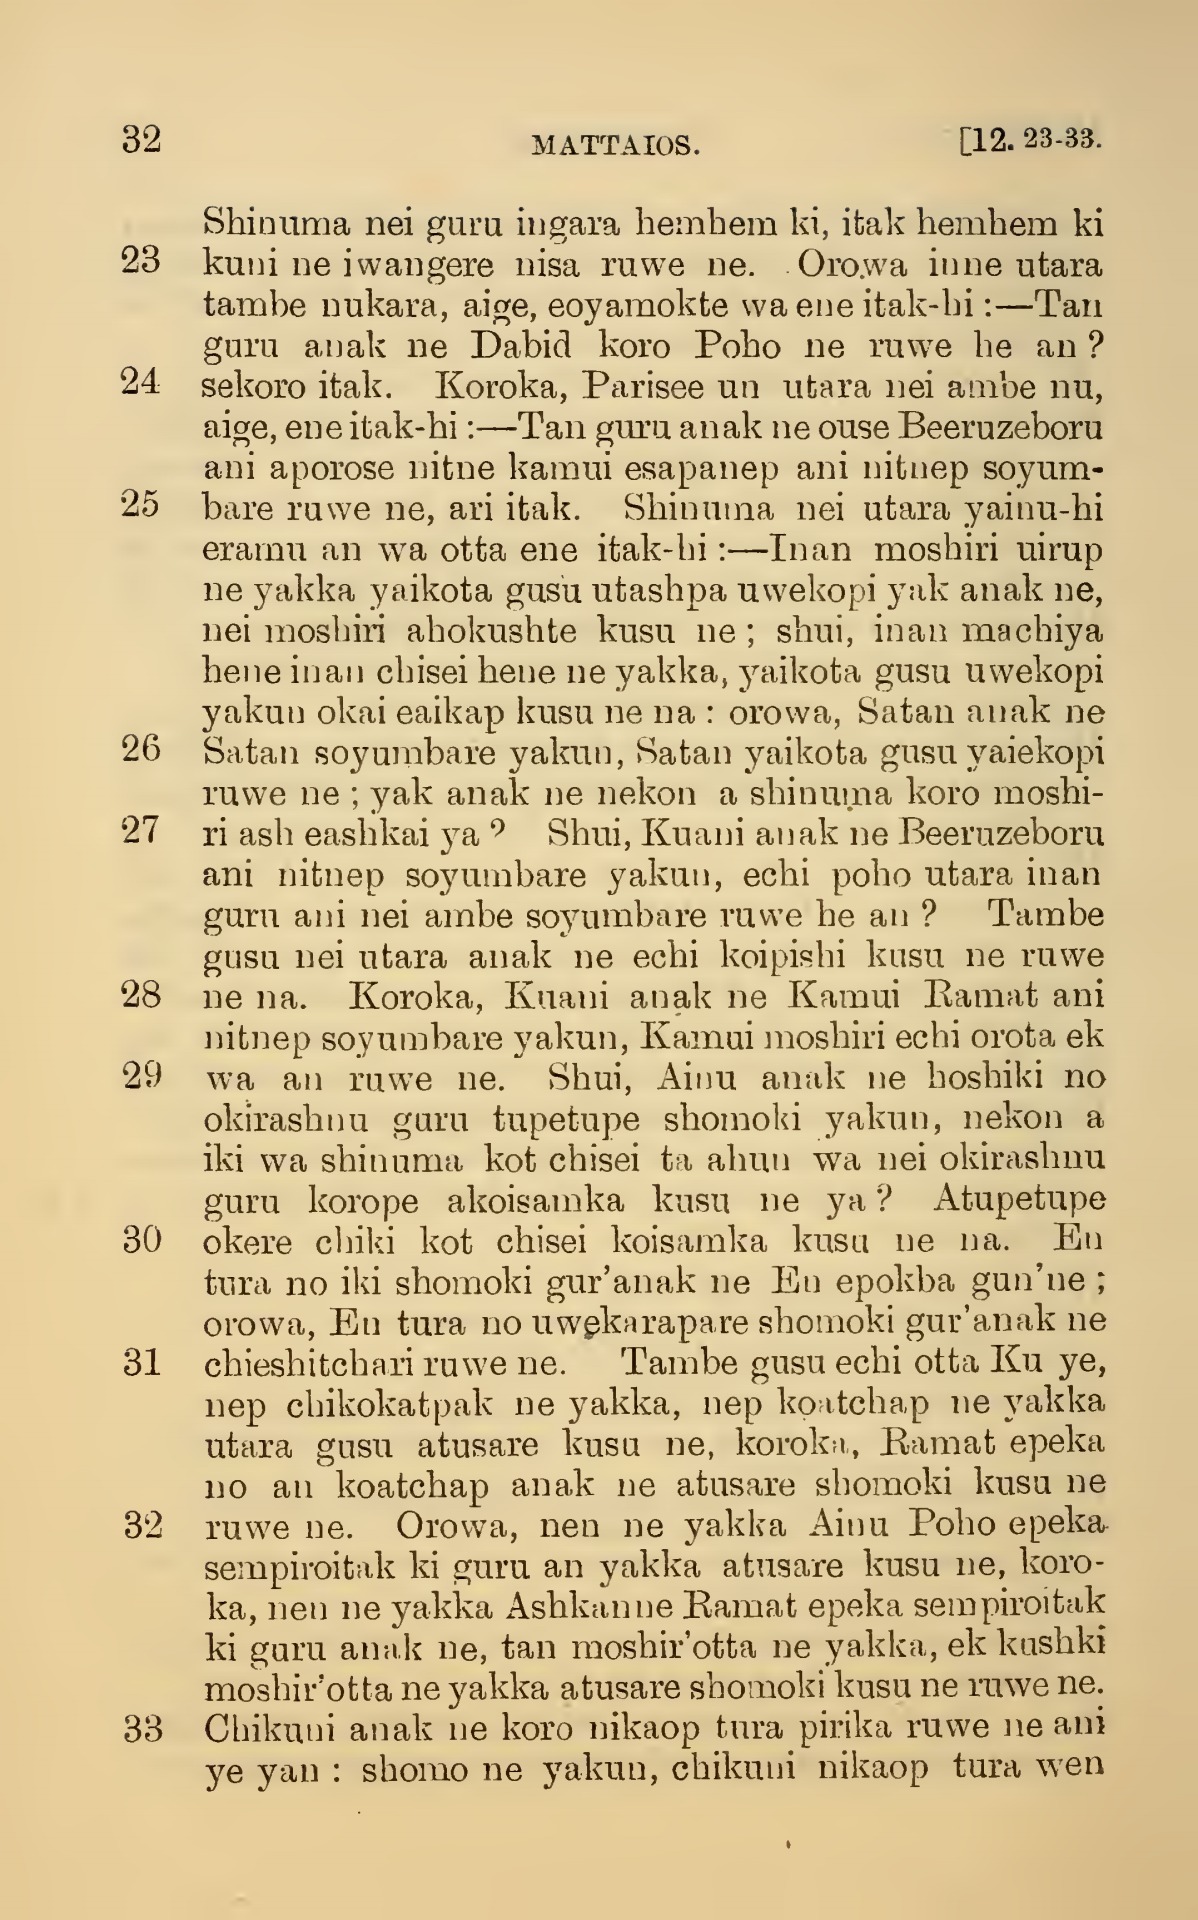 32 MATTAIOS. [12. 23-33.
Shinuma nei guru ingara hemhem ki, itak hemhem ki
23 kuni ne iwangere nisa ruwe ne. Orowa inne utara
tambe nukara, aige, eoyamokte wa ene itak-hi :—Tan
guru anak ne Dabid koro Poho ne ruwe he an ?
24 sekoro itak. Koroka, Parisee un utara nei ambe nu,
aige, ene itak-hi :—Tan guru anak ne ouse Beeruzeboru
ani aporose nitne kamui esapanep ani nitnep soyum-
25 bare ruwe ne, ari itak. Shinuma nei utara yainu-hi
eramu an wa otta ene itak-hi :—Inan moshiri uirup
ne yakka yaikota gusu utashpa uwekopi yak anak ne,
nei moshiri ahokushte kusu ne ; shui, inan machiya
hene inan chisei hene ne yakka, yaikota gusu uwekopi
yakun okai eaikap kusu ne na : orowa, Satan anak ne
26 Satan soyumbare yakun, Satan yaikota gusu yaiekopi
ruwe ne ; yak anak ne nekon a shinuma koro moshi-
27 ri ash eashkai ya ? Shui, Kuani anak ne Beeruzeboru
ani nitnep soyumbare yakun, echi poho utara inan
guru ani nei ambe soyumbare ruwe he an ? Tambe
gusu nei utara anak ne echi koipishi kusu ne ruwe
28 ne na. Koroka, Kuani anak ne Kamui Ramat ani
nitnep soyumbare yakun, Kamui moshiri echi orota ek
29 wa an ruwe ne. Shui, Ainu anak ne hoshiki no
okirashnu guru tupetupe shomoki yakun, nekon a
iki wa shinuma kot chisei ta ahun wa nei okirashnu
guru korope akoisamka kusu ne ya ? Atupetupe
30 okere chiki kot chisei koisamka kusu ne na. En
tura no iki shomoki gur'anak ne En epokba gun'ne ;
orowa, En tura no uwekarapare shomoki gur'anak ne
31 chieshitchari ruwe ne. Tambe gusu echi otta Ku ye,
nep chikokatpak ne yakka, nep koatchap ne yakka
utara gusu atusare kusu ne, koroka, Ramat epeka
no an koatchap anak ne atusare shomoki kusu ne
32 ruwe ne. Orowa, nen ne yakka Ainu Poho epeka
sempiroitak ki guru an yakka atusare kusu ne, koro-
ka, nen ne yakka Ashkanne Ramat epeka sempiroitak
ki guru anak ne, tan moshir'otta ne yakka, ek kushki
moshir'otta ne yakka atusare shomoki kusu ne ruwe ne.
33 Chikuni anak ne koro nikaop tura pirika ruwe ne ani
ye yan : shomo ne yakun, chikuni nikaop tura wen